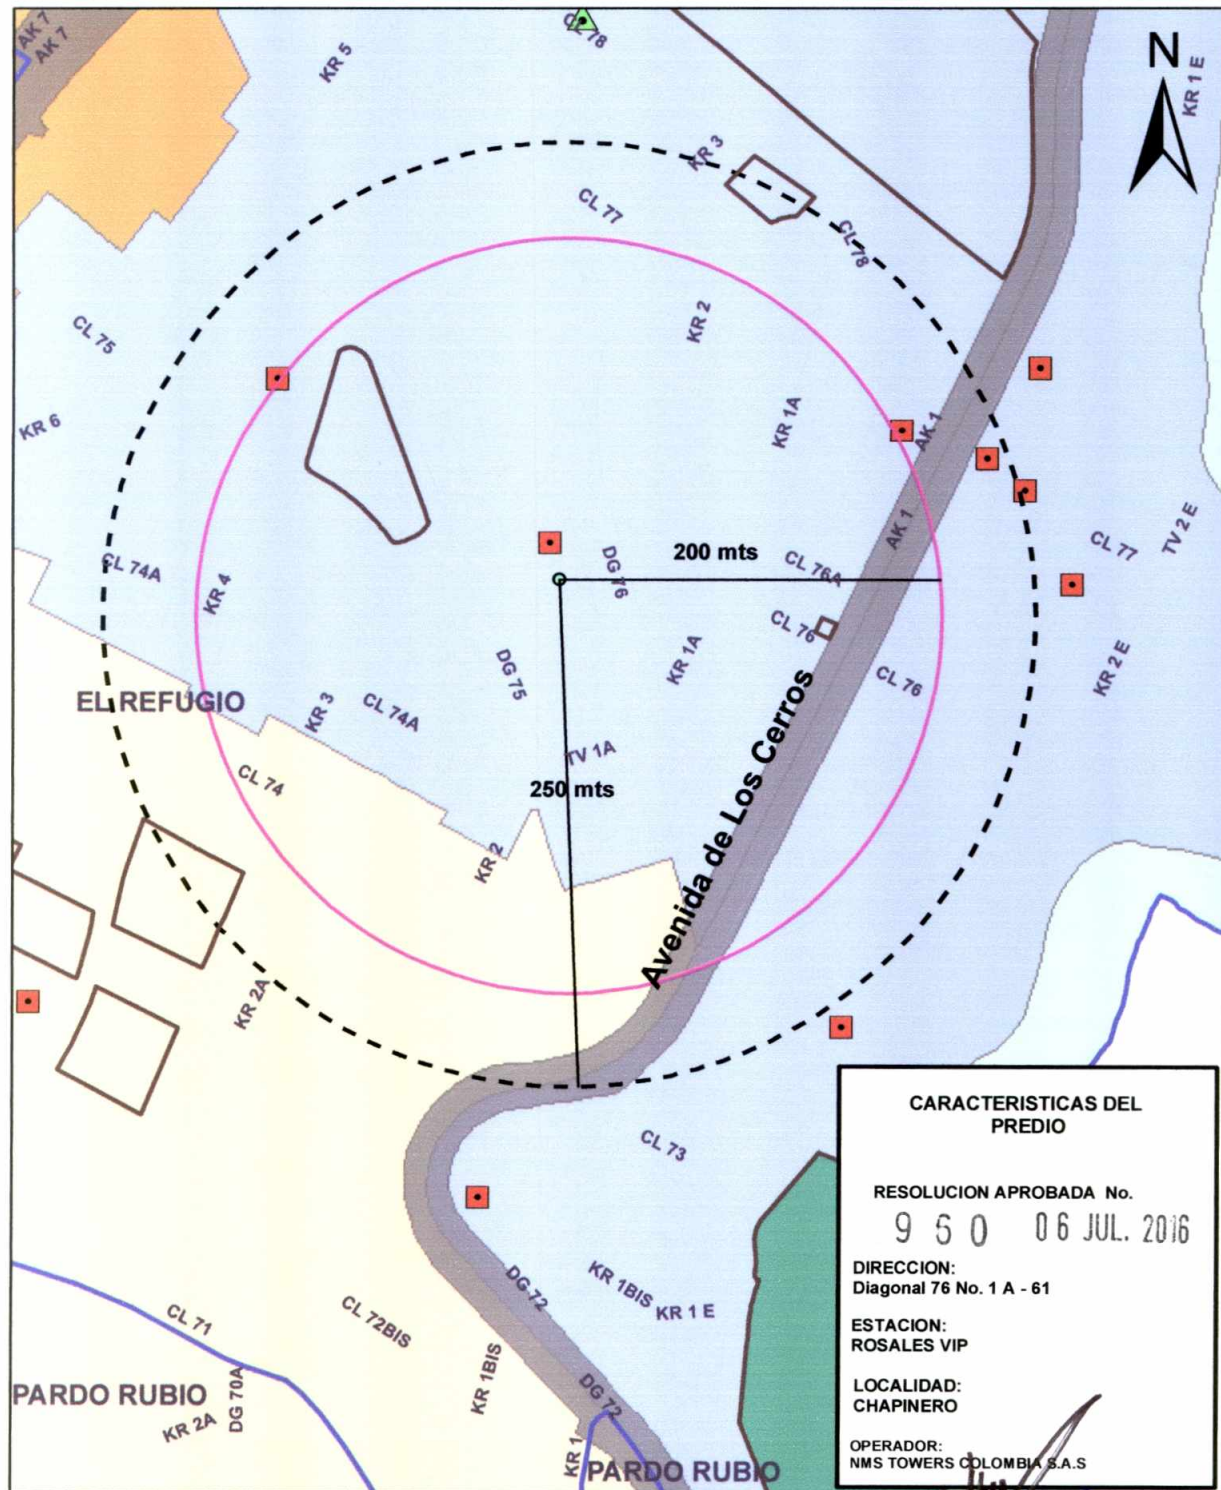 AK 7
AK 7
KR 5
CL 78
N
KR 1 E
KR 3
CL 77
CL 78
CL 75
KR 2
KR 6
KR 1A
AK 1
AK 1
200 mts
CL 74A
KR 4
DG 76
CL 76A
CL 77
TV 2 E
CL 76
KR 1A
DG 75
CL 76
KR 2 E
EL REFUGIO
KR 3
CL 74A
TV 1A
CL 74
250 mts
Avenida de Los Cerros
KR 2
KR 2A
CL 73
CARACTERISTICAS DEL
PREDIO
RESOLUCION APROBADA No.
950 06 JUL. 2016
DIRECCION:
Diagonal 76 No. 1 A - 61
ESTACION:
ROSALES VIP
LOCALIDAD:
CHAPINERO
OPERADOR:
NMS TOWERS COLOMBIA S.A.S
DG 72
KR 1BIS
KR 1 E
CL 71
CL 72BIS
KR 1BIS
DG 72
PARDO RUBIO
DG 70A
KR 2A
KR 1
PARDO RUBIO